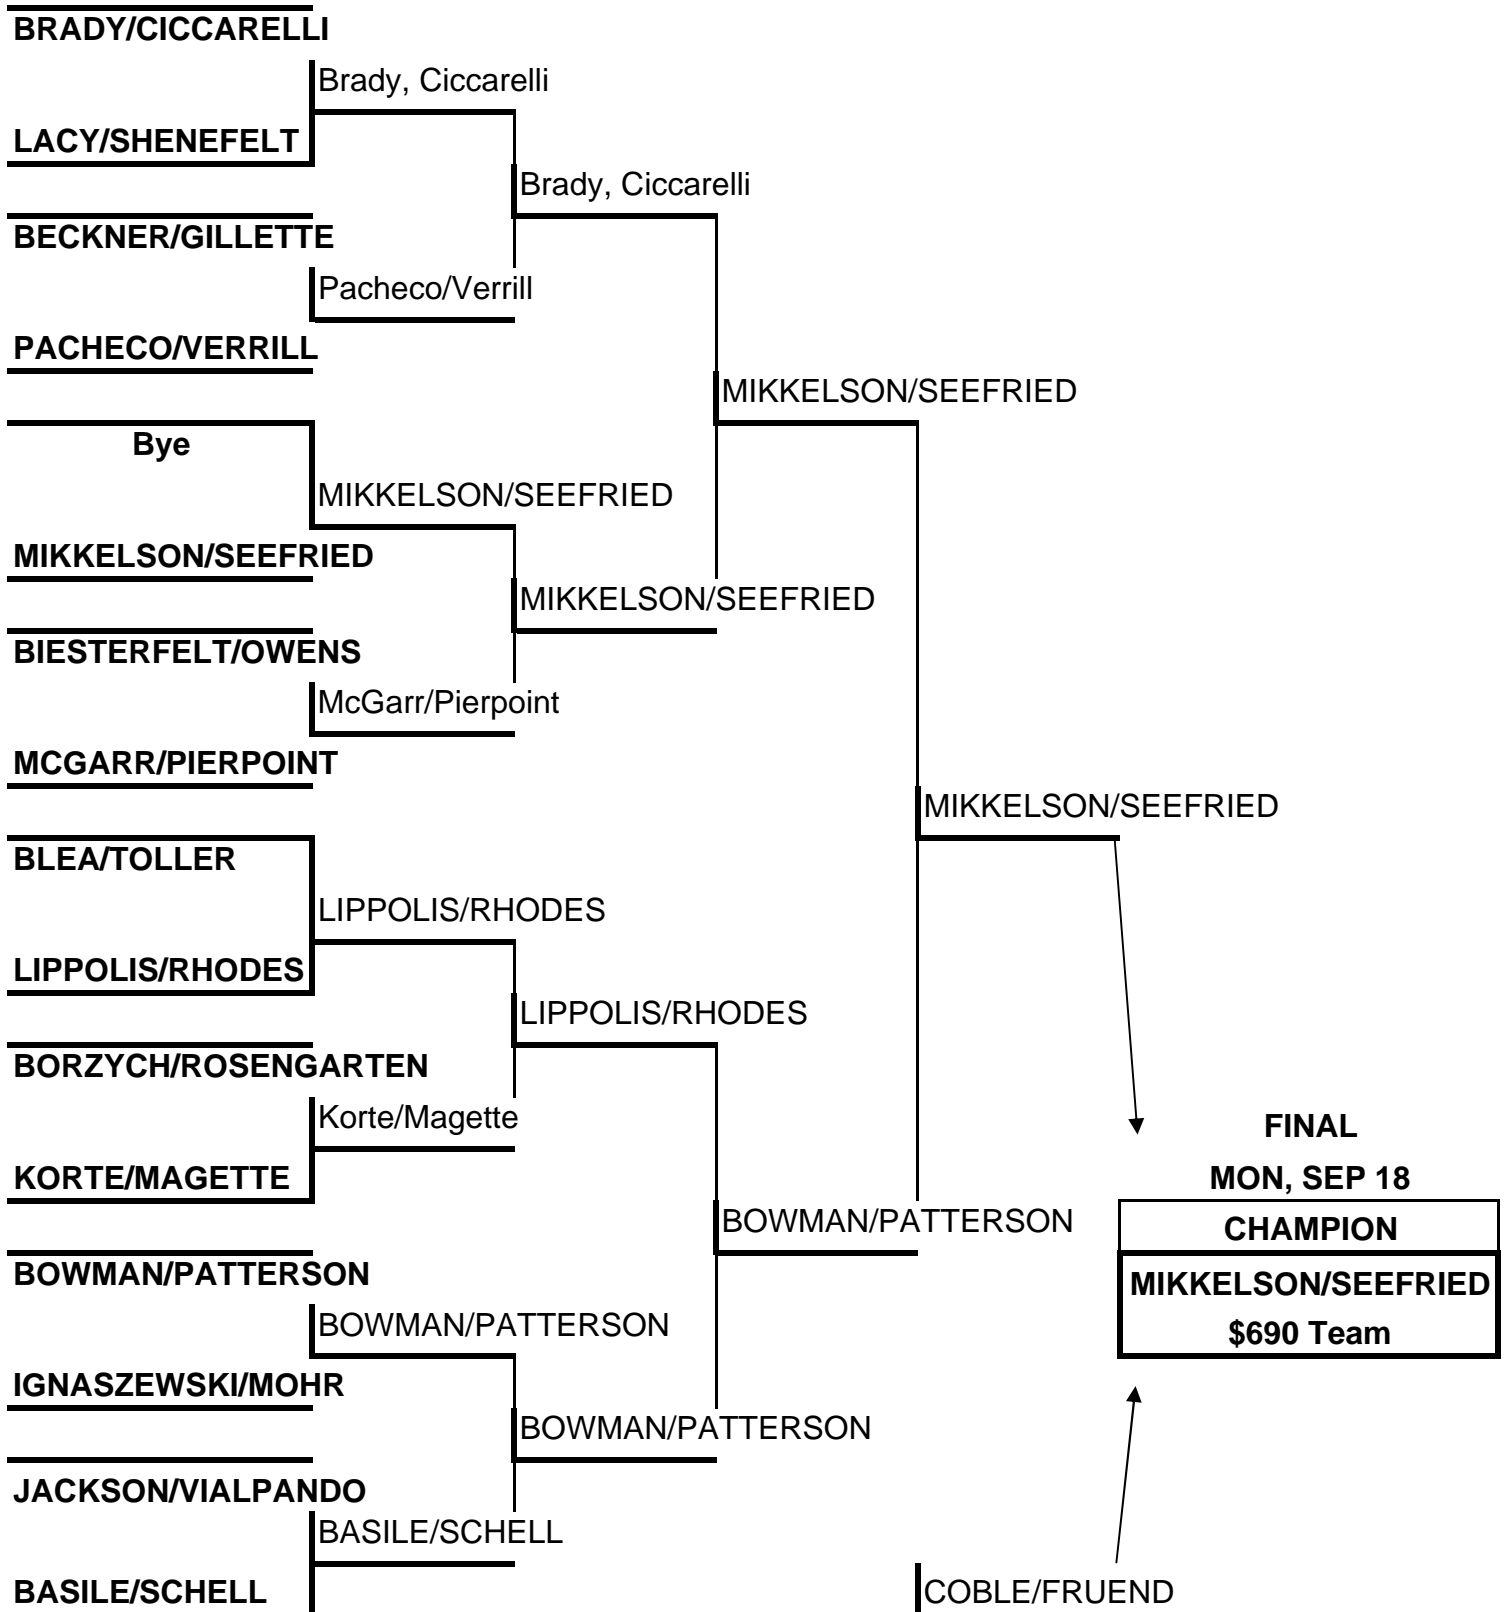 BRADY/CICCARELLI
Brady, Ciccarelli
LACY/SHENEFELT
Brady, Ciccarelli
BECKNER/GILLETTE
Pacheco/Verrill
PACHECO/VERRILL
MIKKELSON/SEEFRIED
Bye
MIKKELSON/SEEFRIED
MIKKELSON/SEEFRIED
MIKKELSON/SEEFRIED
BIESTERFELT/OWENS
McGarr/Pierpoint
MCGARR/PIERPOINT
MIKKELSON/SEEFRIED
BLEA/TOLLER
LIPPOLIS/RHODES
LIPPOLIS/RHODES
LIPPOLIS/RHODES
BORZYCH/ROSENGARTEN
Korte/Magette
FINAL
KORTE/MAGETTE
MON, SEP 18
BOWMAN/PATTERSON
CHAMPION
BOWMAN/PATTERSON
MIKKELSON/SEEFRIED
BOWMAN/PATTERSON
$690 Team
IGNASZEWSKI/MOHR
BOWMAN/PATTERSON
JACKSON/VIALPANDO
BASILE/SCHELL
BASILE/SCHELL
COBLE/FRUEND